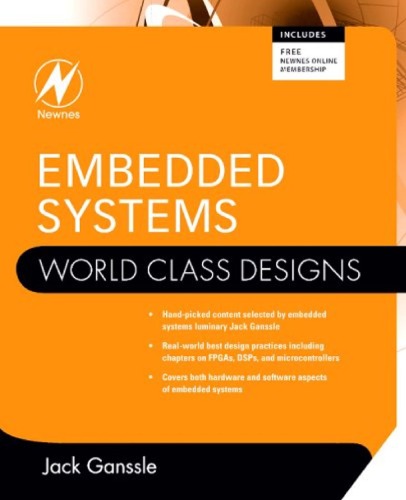 INCLUDES
FREE
NEWNES ONLINE
MEMBERSHIP
Newnes
EMBEDDED
SYSTEMS
WORLD CLASS DESIGNS
• Hand-picked content selected by embedded
systems luminary Jack Ganssle
• Real-world best design practices including
chapters on FPGAs, DSPs, and microcontrollers
• Covers both hardware and software aspects
of embedded systems
Jack Ganssle